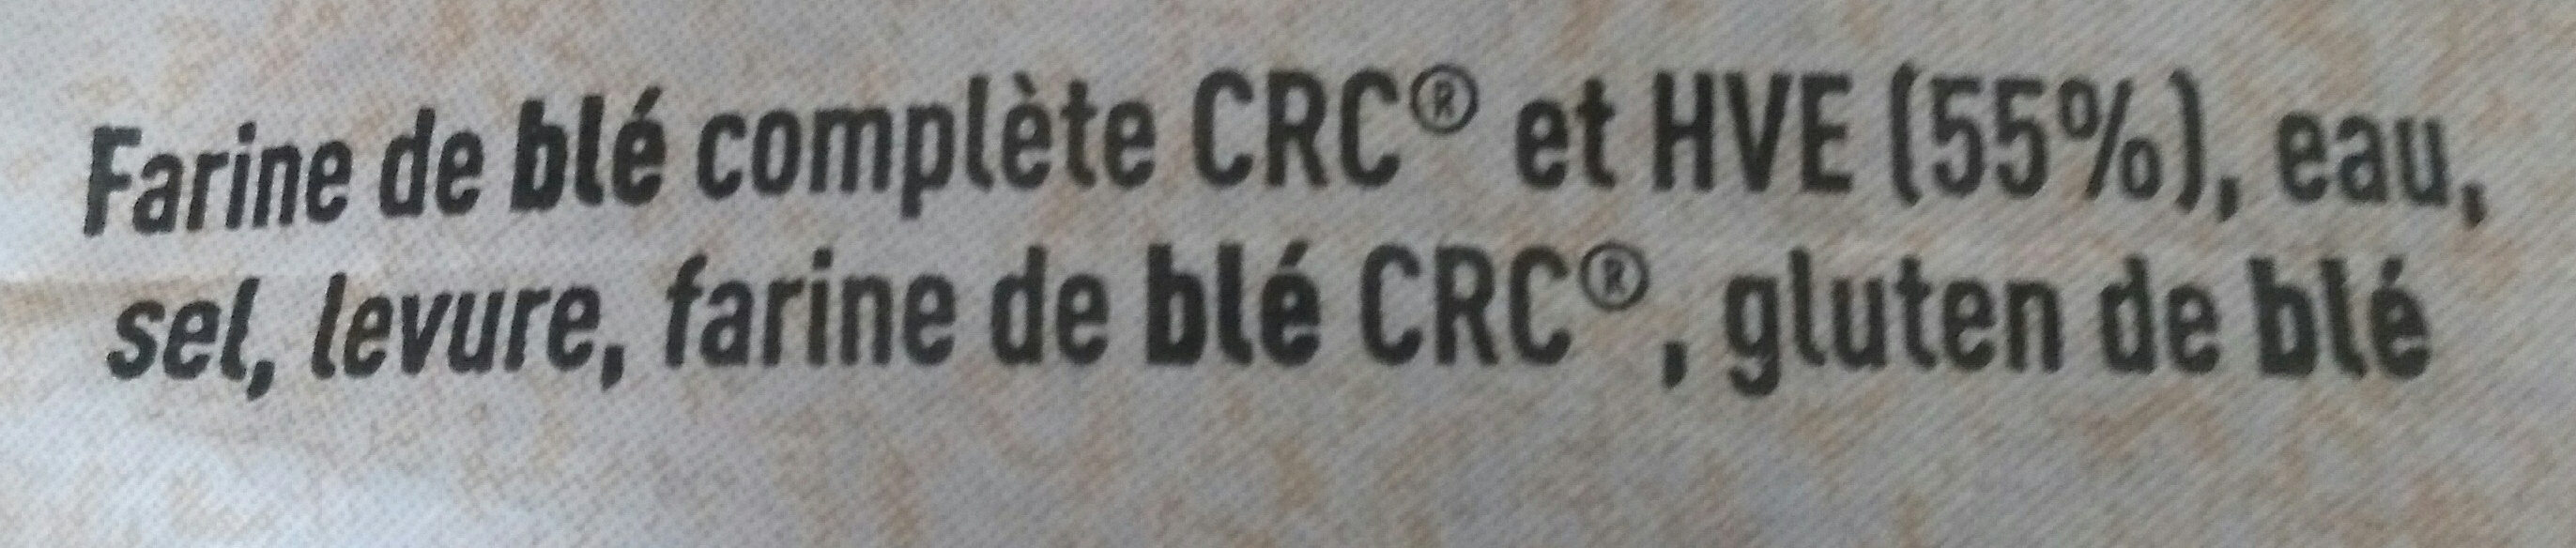 Farine de blé complète CRC® et HVE (55%), eau,
sel, levure, farine de blé CRC®, gluten de blé